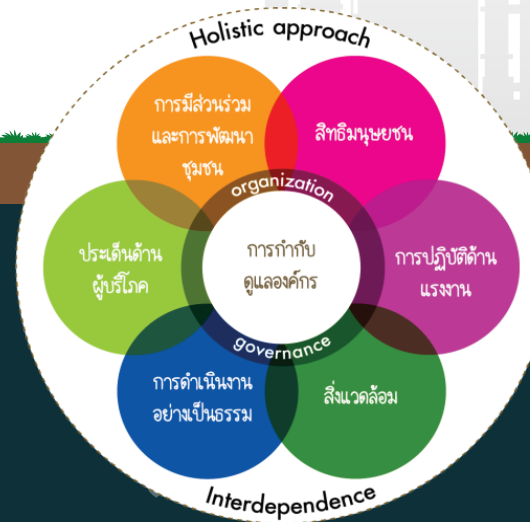 Holistic approach
การมีส่วนร่วม
และการพัฒนา
ชุมชน
สิทธิมนุษยชน
organization
ประเด็นด้าน
ผู้บริโภค
การกำกับ
ดูแลองค์กร
การปฏิบัติด้าน
แรงงาน
governance
การดำเนินงาน
อย่างเป็นธรรม
สิ่งแวดล้อม
Interdependence